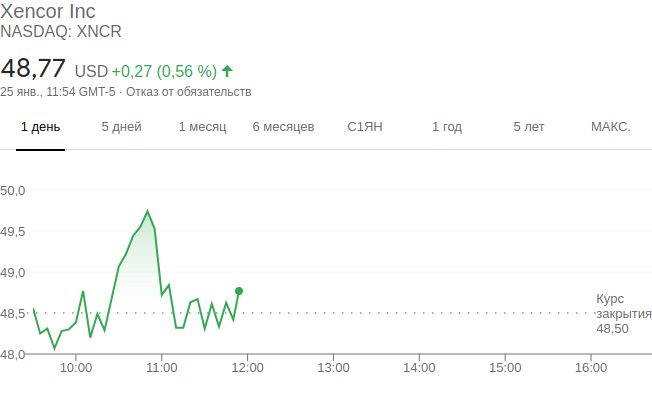 Xencor Inc
NASDAQ: XNCR
48,77 USD +0,27 (0,56 %)
25 янв., 11:54 GMT-5 · Отказ от обязательств
1 день 5 дней 1 месяц 6 месяцев С1ЯН 1 год 5 лет МАКС.
50,0
49,5
49,0
Курс
48,5 закрытия
48,50
48,0
10:00 11:00 12:00 13:00 14:00 15:00 16:00